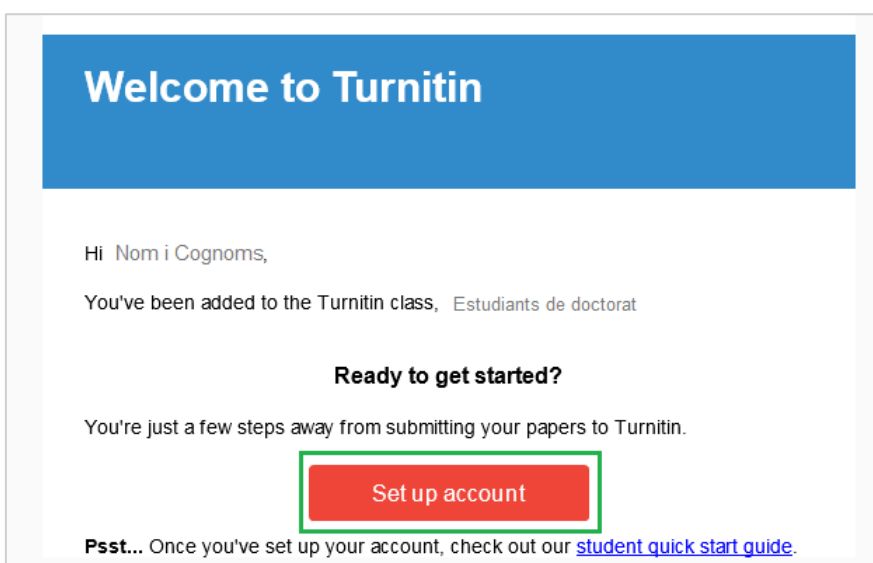 Welcome to Turnitin
Hi Nom i Cognoms,
You've been added to the Turnitin class, Estudiants de doctorat
Ready to get started?
You're just a few steps away from submitting your papers to Turnitin.
Set up account
Psst... Once you've set up your account, check out our student quick start guide.